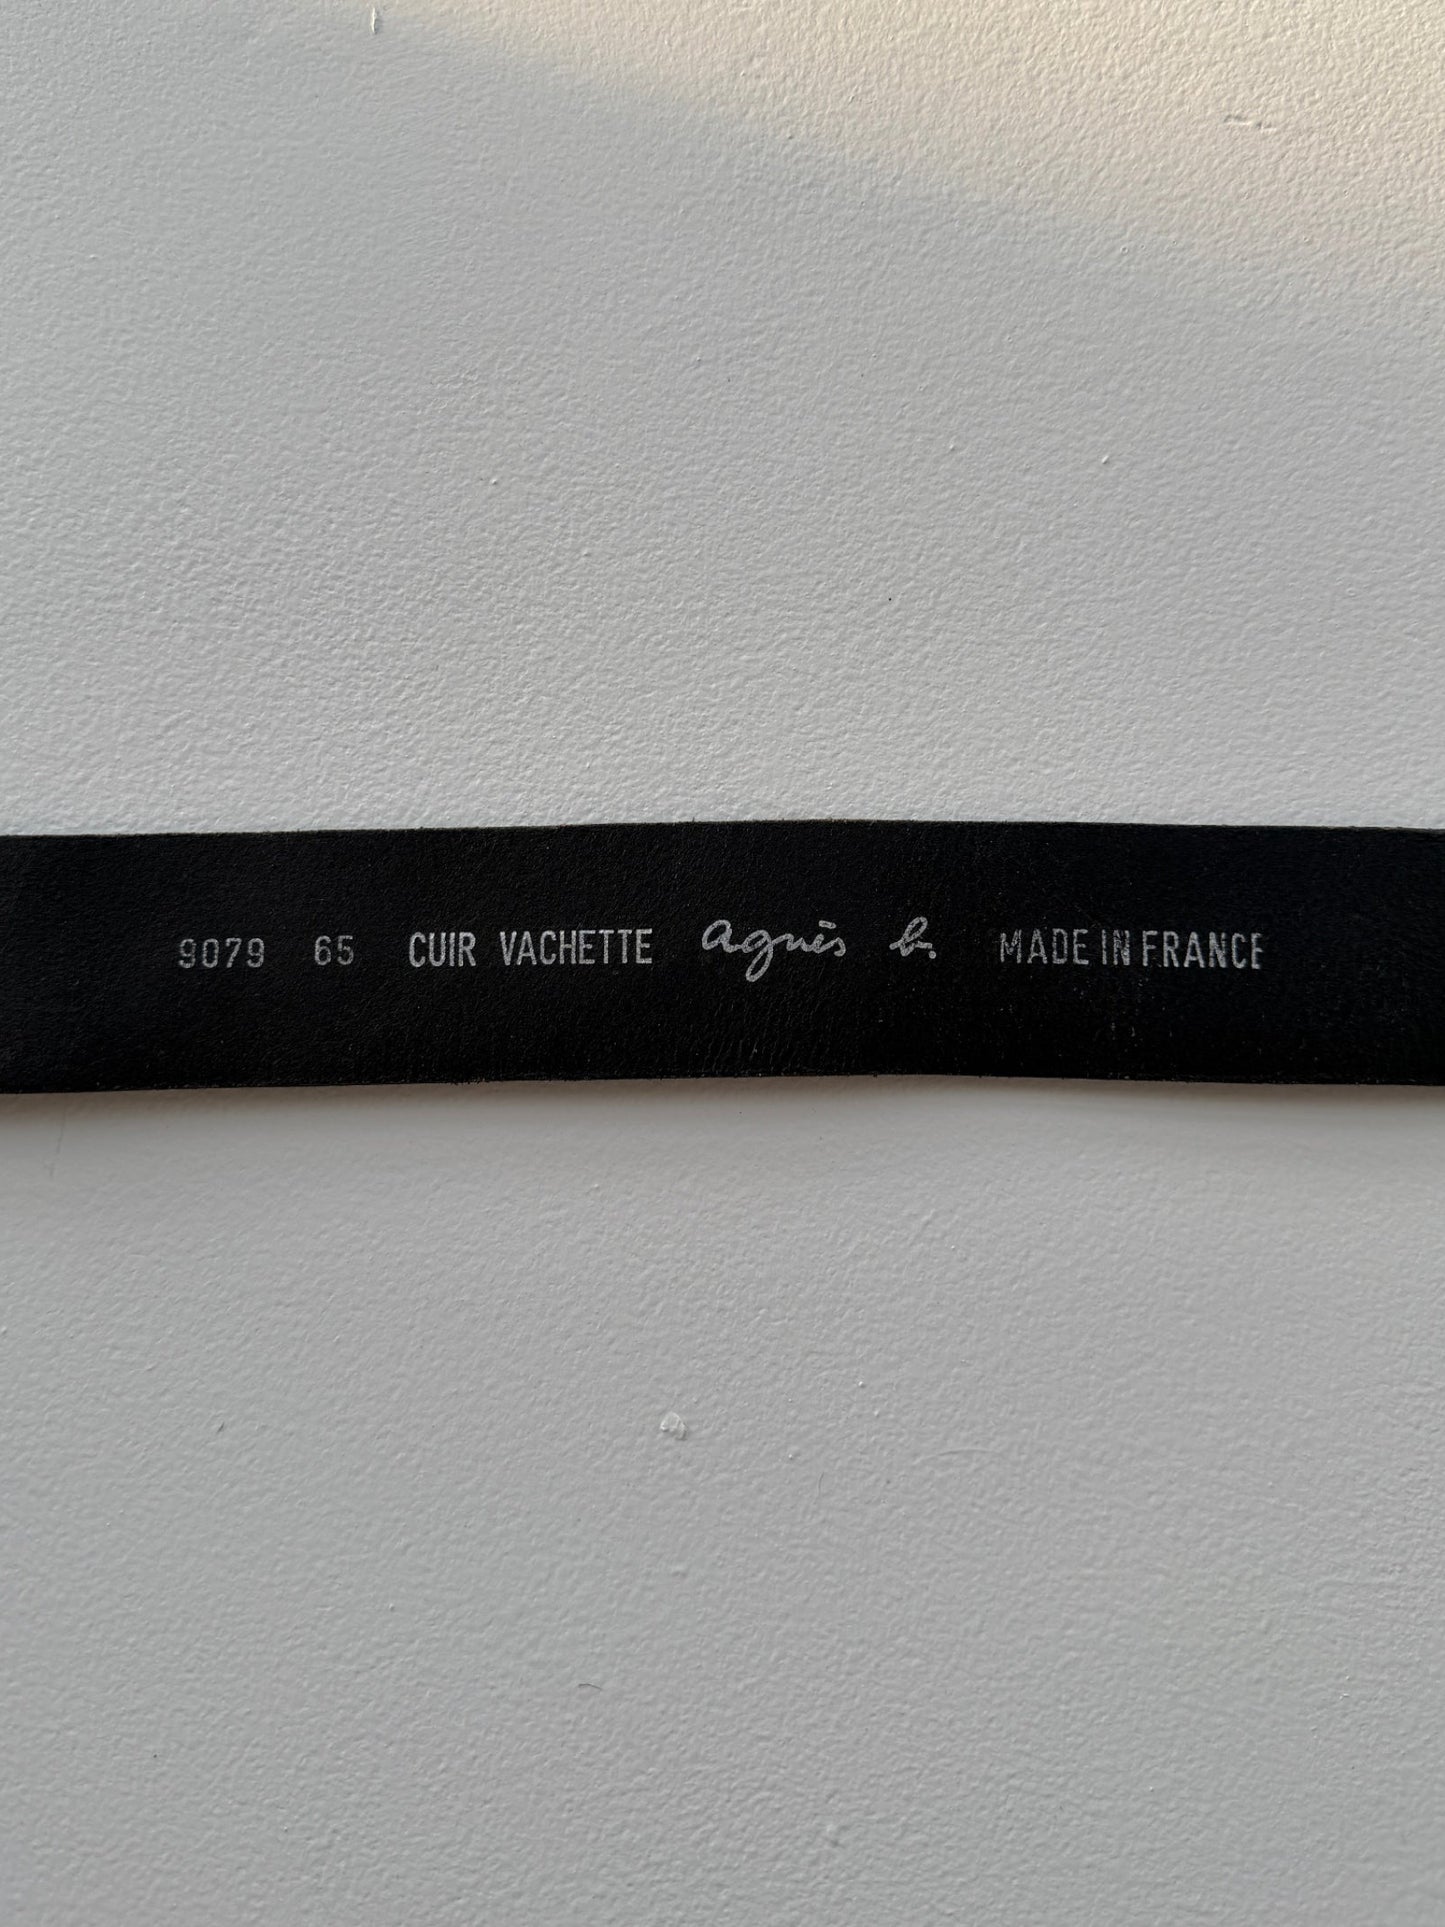 9079 65 CUIR VACHETTE agnès b. MADE IN FRANCE